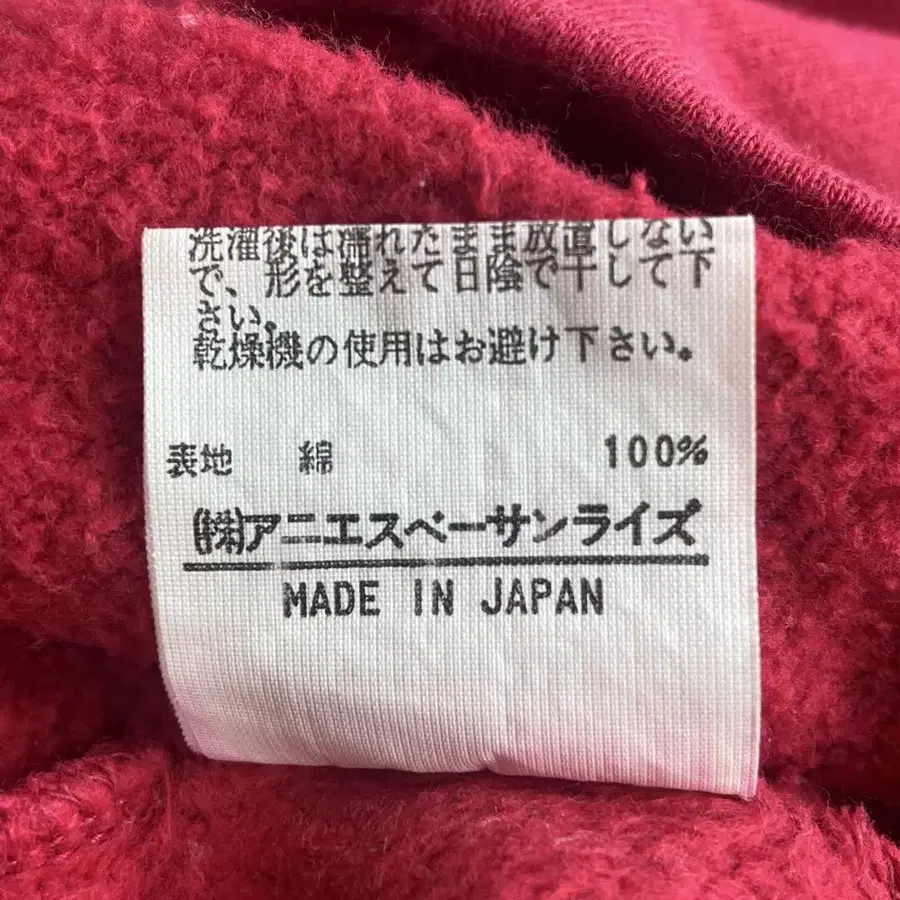 洗濯後は濡れたまま放置しない
で、形を整えて日陰で干して下
さい。
乾燥機の使用はお避け下さい。
表地 綿 100%
(株)アニエスベーサンライズ
MADE IN JAPAN